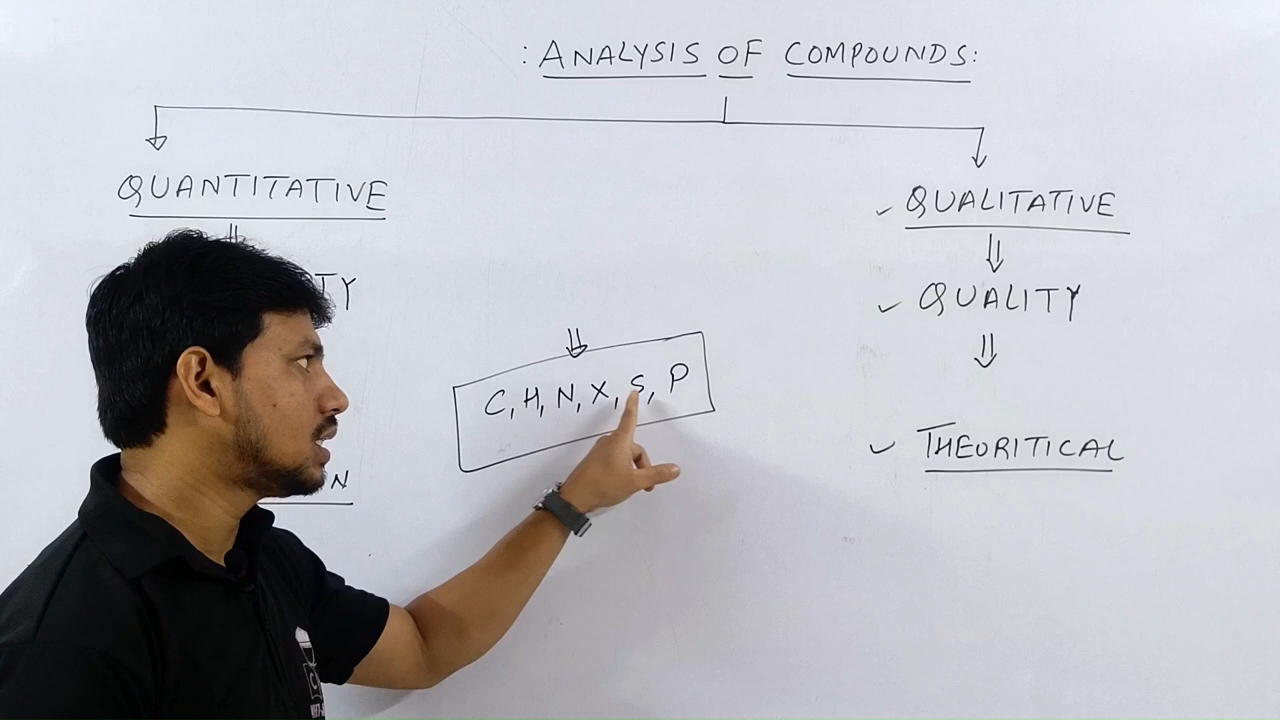 : ANALYSIS OF COMPOUNDS:
QUANTITATIVE
✓ QUALITATIVE
TY
✓ QUALITY
C, H, N, X, S, P
✓ THEORITICAL
N